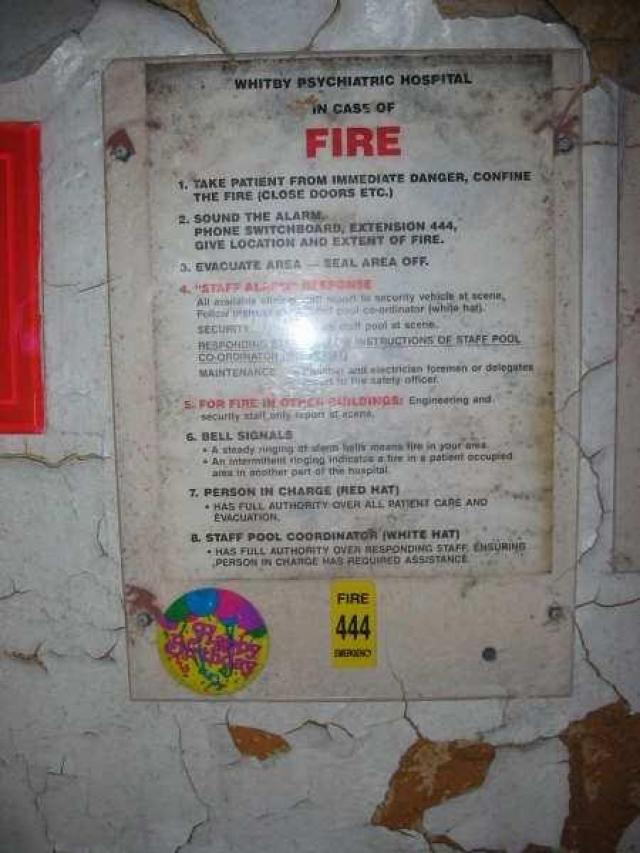 WHITBY PSYCHIATRIC HOSPITAL
IN CASE OF
FIRE
1. TAKE PATIENT FROM IMMEDIATE DANGER, CONFINE
THE FIRE (CLOSE DOORS ETC.)
2. SOUND THE ALARM.
PHONE SWITCHBOARD, EXTENSION 444,
GIVE LOCATION AND EXTENT OF FIRE.
3. EVACUATE AREA — SEAL AREA OFF.
4. "STAFF ALARM" RESPONSE
All available staff report to security vehicle at scene,
Follow pool co-ordinator (white hat).
SECURITY staff pool at scene.
RESPONDING INSTRUCTIONS OF STAFF POOL
CO-ORDINATOR
MAINTENANCE and electrician foremen or delegates
to the safety officer.
5. FOR FIRE IN OTHER BUILDINGS: Engineering and
security staff only report at scene.
6. BELL SIGNALS
• A steady ringing of alarm bells means fire in your area.
• An intermittent ringing indicates a fire in a patient occupied
area in another part of the hospital.
7. PERSON IN CHARGE (RED HAT)
• HAS FULL AUTHORITY OVER ALL PATIENT CARE AND
EVACUATION.
8. STAFF POOL COORDINATOR (WHITE HAT)
• HAS FULL AUTHORITY OVER RESPONDING STAFF, ENSURING
PERSON IN CHARGE HAS REQUIRED ASSISTANCE.
Happy
Birthday
FIRE
444
EMERGENCY